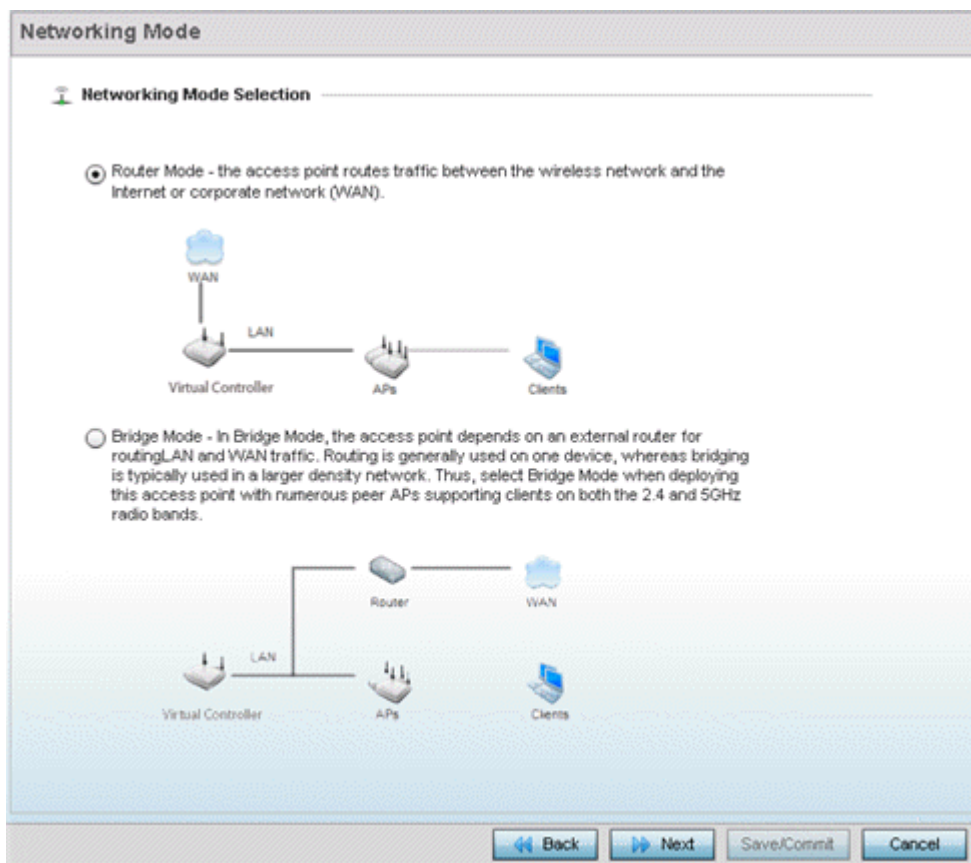 Networking Mode
Networking Mode Selection
Router Mode - the access point routes traffic between the wireless network and the
Internet or corporate network (WAN).
WAN
LAN
Virtual Controller
APs
Clients
Bridge Mode - In Bridge Mode, the access point depends on an external router for
routingLAN and WAN traffic. Routing is generally used on one device, whereas bridging
is typically used in a larger density network. Thus, select Bridge Mode when deploying
this access point with numerous peer APs supporting clients on both the 2.4 and 5GHz
radio bands.
Router
WAN
LAN
Virtual Controller
APs
Clients
Back
Next
Save/Commit
Cancel